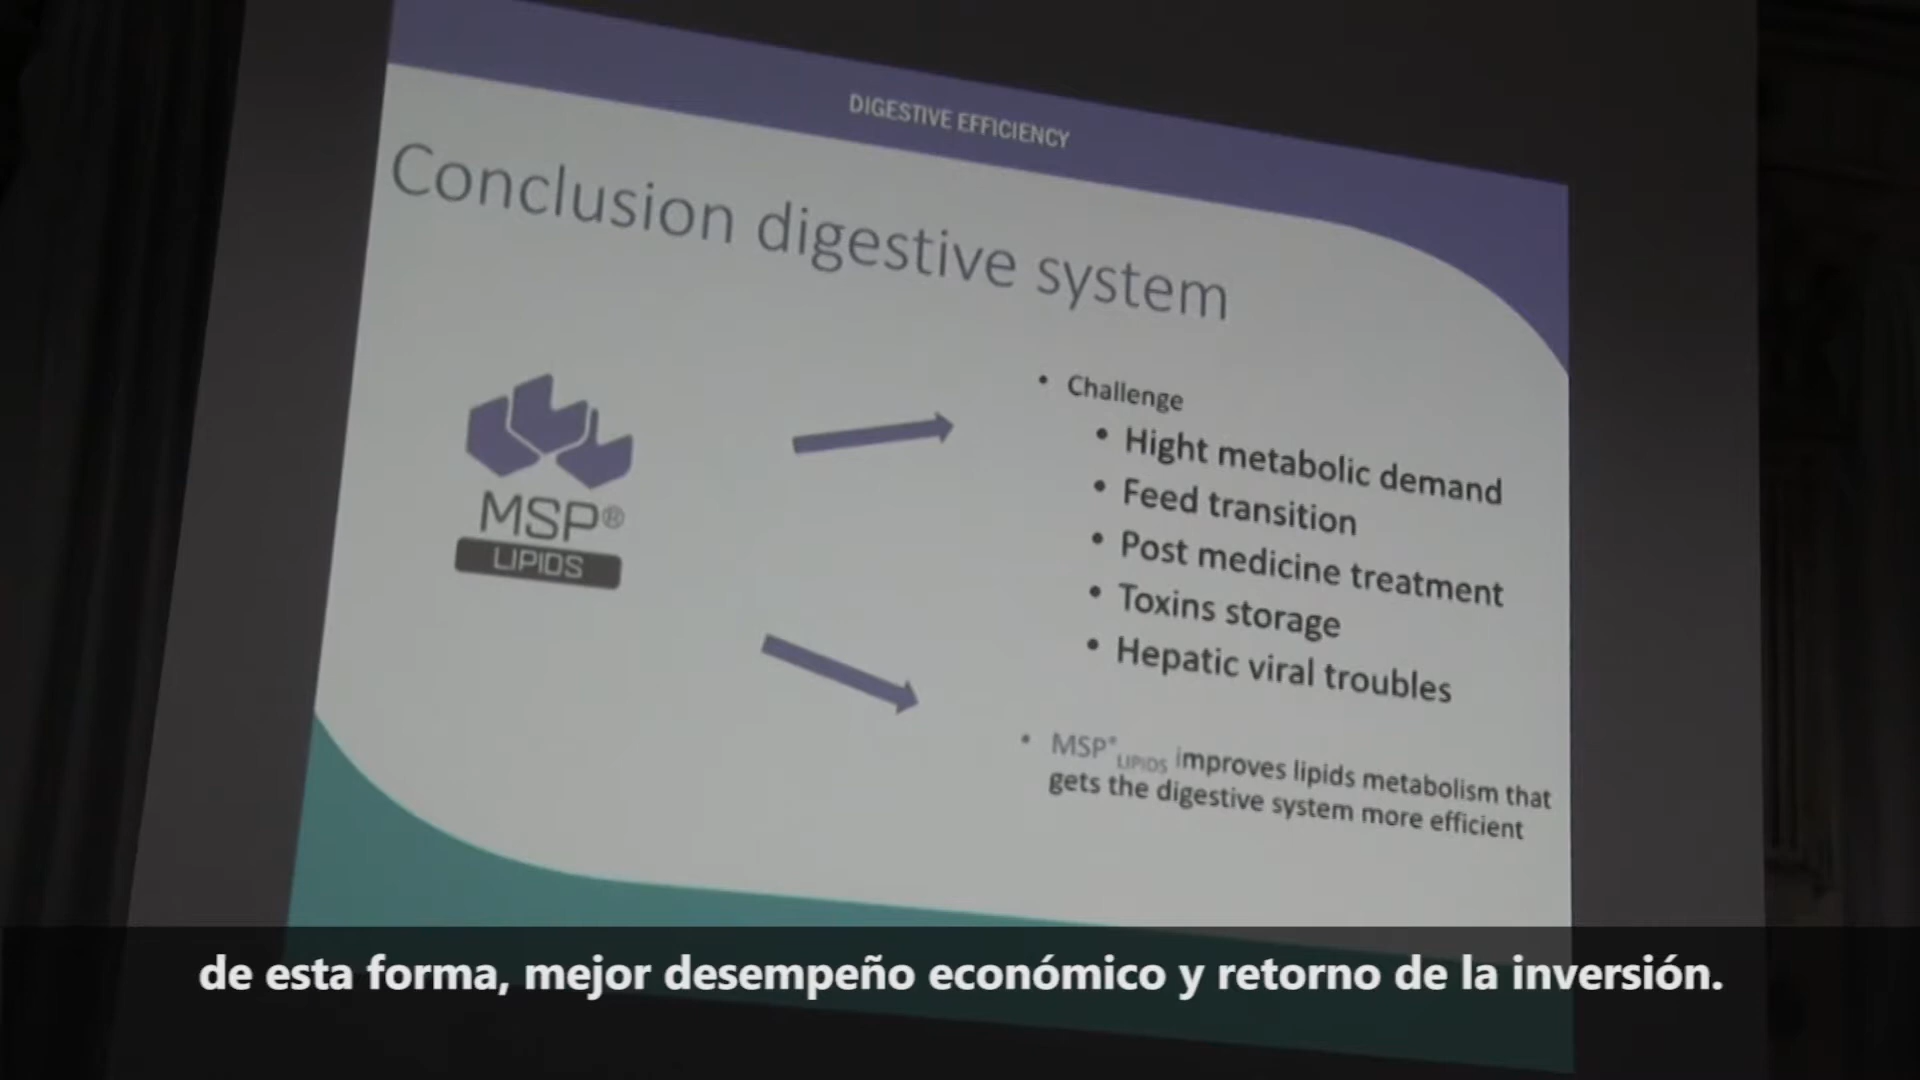 DIGESTIVE EFFICIENCY
Conclusion digestive system
MSP®
LIPIDS
• Challenge
• Hight metabolic demand
• Feed transition
• Post medicine treatment
• Toxins storage
• Hepatic viral troubles
• MSP® LIPIDS improves lipids metabolism that
gets the digestive system more efficient
de esta forma, mejor desempeño económico y retorno de la inversión.